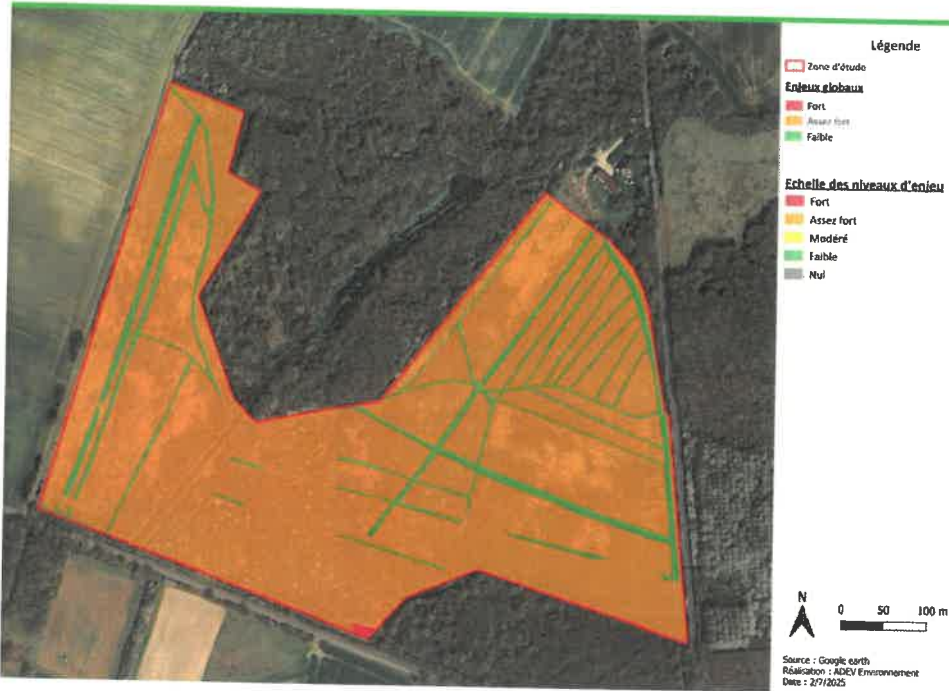 Légende
Zone d'étude
Enjeux globaux
Fort
Assez fort
Faible
Echelle des niveaux d'enjeu
Fort
Assez fort
Modéré
Faible
Nul
N
0 50 100 m
Source : Google earth
Réalisation : ADEV Environnement
Date : 2/7/2025